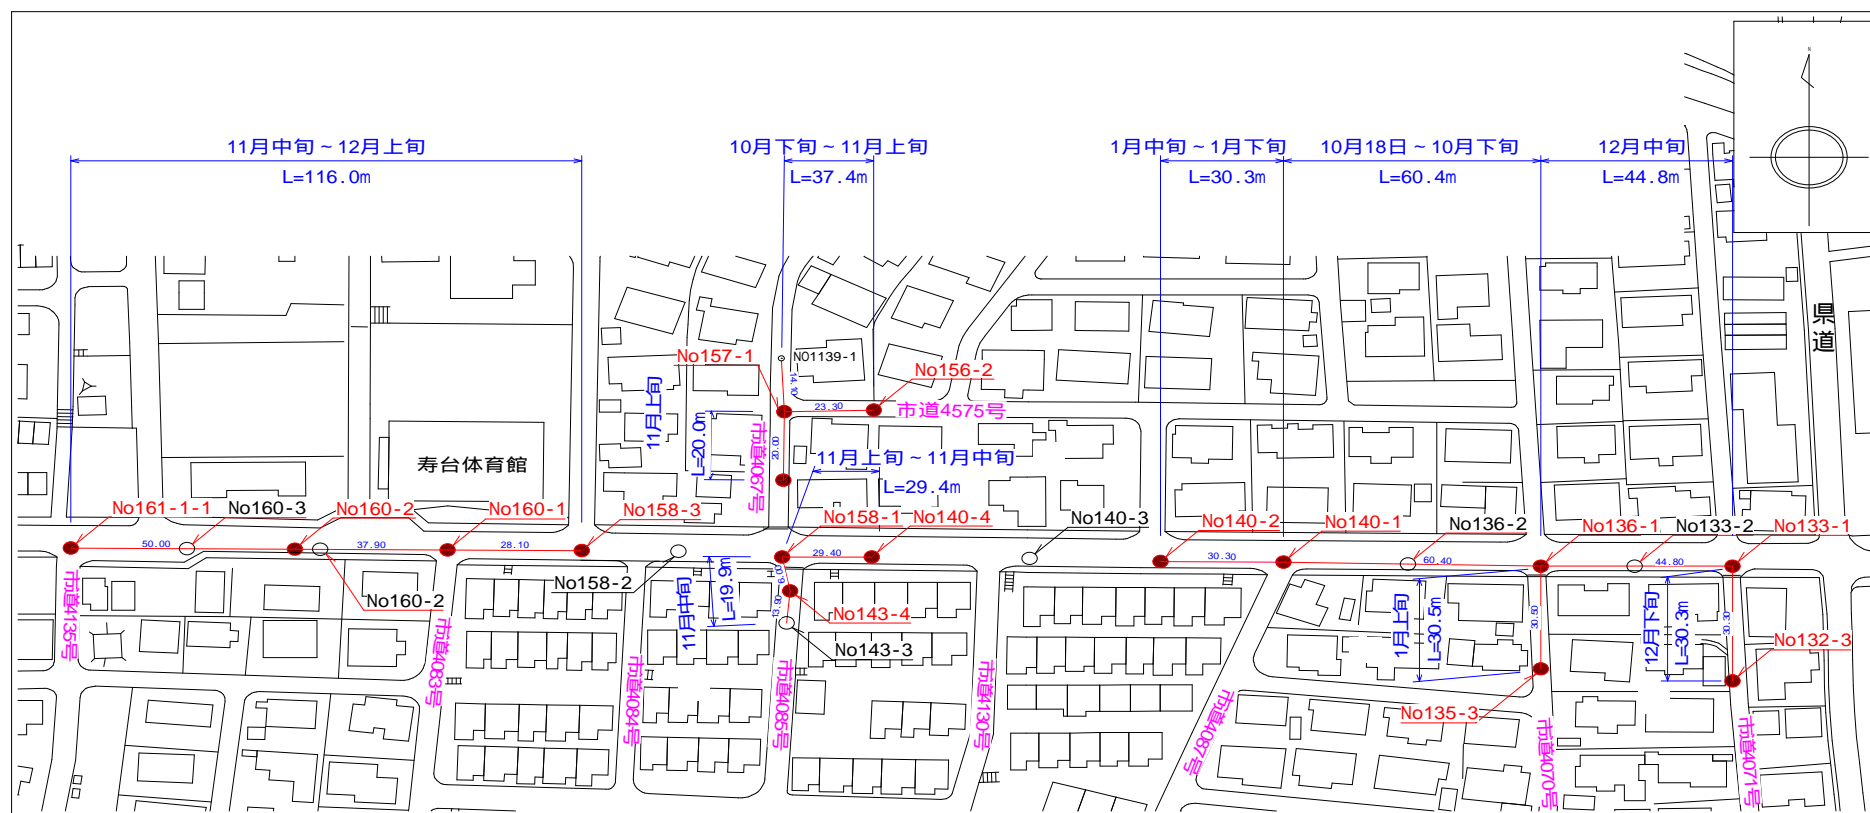 N
11月中旬～12月上旬
L=116.0m
10月下旬～11月上旬
L=37.4m
1月中旬～1月下旬
L=30.3m
10月18日～10月下旬
L=60.4m
12月中旬
L=44.8m
県道
No157-1
NO1139-1
14.10
No156-2
23.30
市道4575号
11月上旬
L=20.0m
20.00
市道4067号
11月上旬～11月中旬
L=29.4m
寿台体育館
No161-1-1
No160-3
No160-2
No160-1
No158-3
No158-1
No140-4
No140-3
No140-2
No140-1
No136-2
No136-1
No133-2
No133-1
50.00
37.90
28.10
29.40
30.30
60.40
44.80
No158-2
No160-2
11月中旬
L=19.9m
6.00
13.90
No143-4
No143-3
1月上旬
L=30.5m
30.50
12月下旬
L=30.3m
30.30
No132-3
No135-3
市道4135号
市道4083号
市道4084号
市道4085号
市道4130号
市道4087号
市道4070号
市道4071号